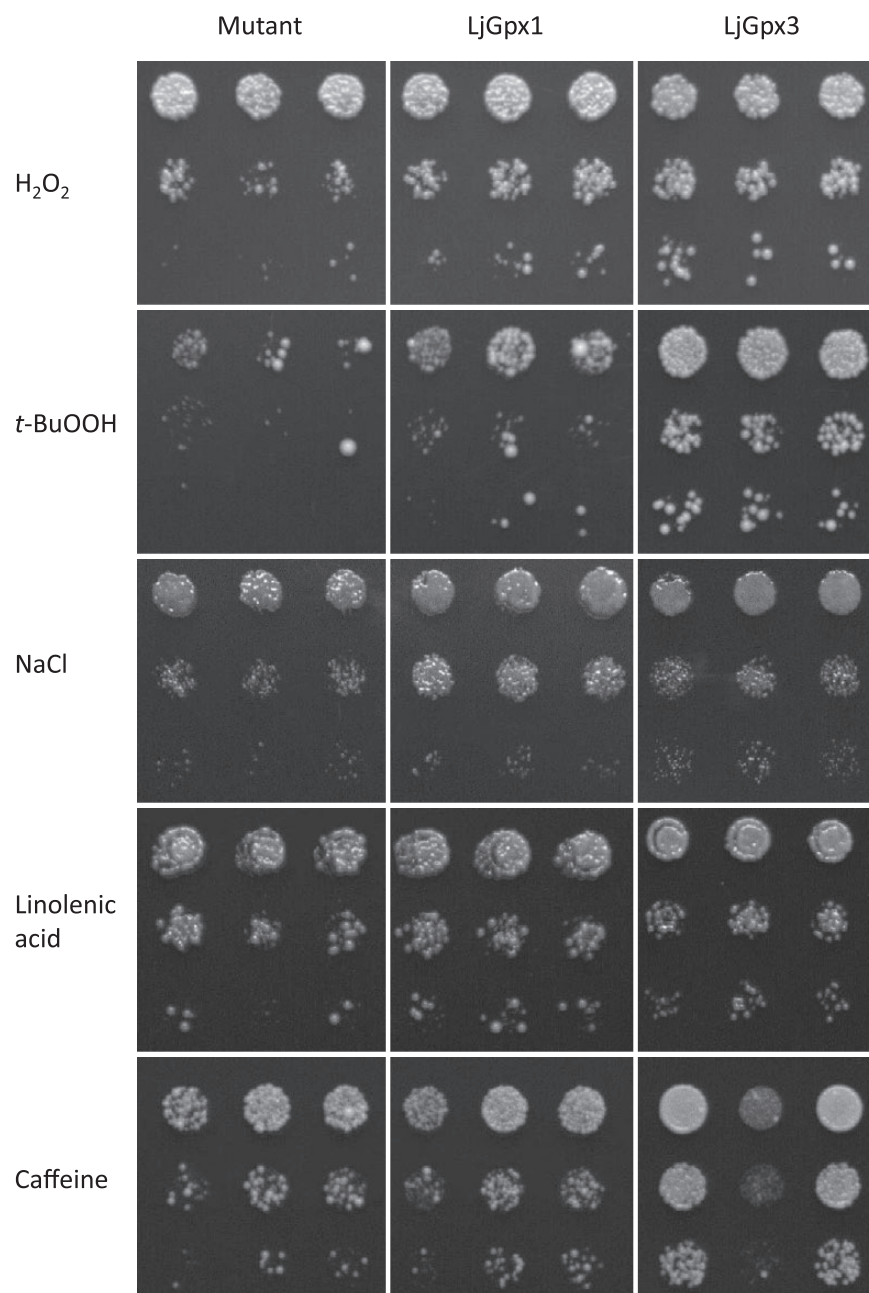 Mutant LjGpx1 LjGpx3
H₂O₂
t-BuOOH
NaCl
Linolenic
acid
Caffeine